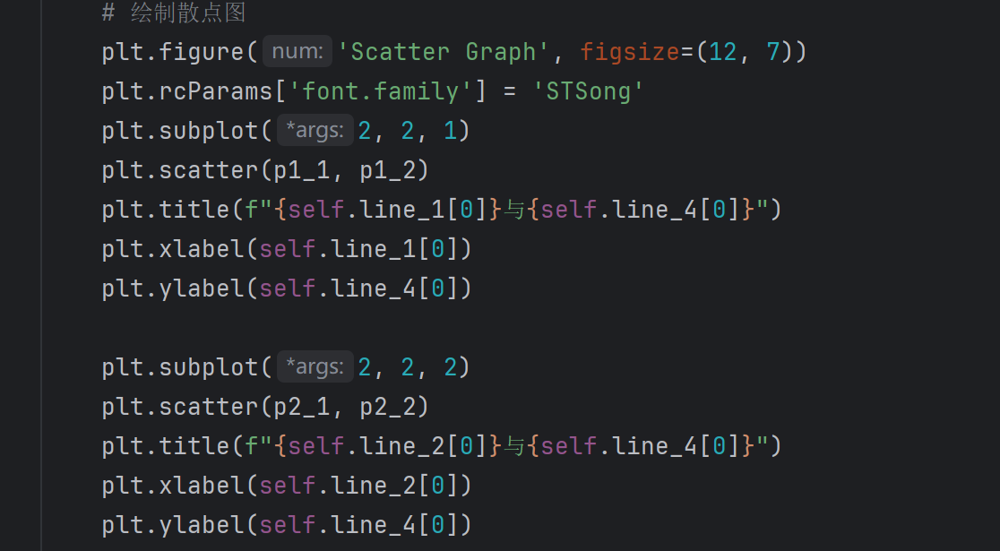 # 绘制散点图
plt.figure(num: 'Scatter Graph', figsize=(12, 7))
plt.rcParams['font.family'] = 'STSong'
plt.subplot(*args: 2, 2, 1)
plt.scatter(p1_1, p1_2)
plt.title(f"{self.line_1[0]}与{self.line_4[0]}")
plt.xlabel(self.line_1[0])
plt.ylabel(self.line_4[0])
plt.subplot(*args: 2, 2, 2)
plt.scatter(p2_1, p2_2)
plt.title(f"{self.line_2[0]}与{self.line_4[0]}")
plt.xlabel(self.line_2[0])
plt.ylabel(self.line_4[0])